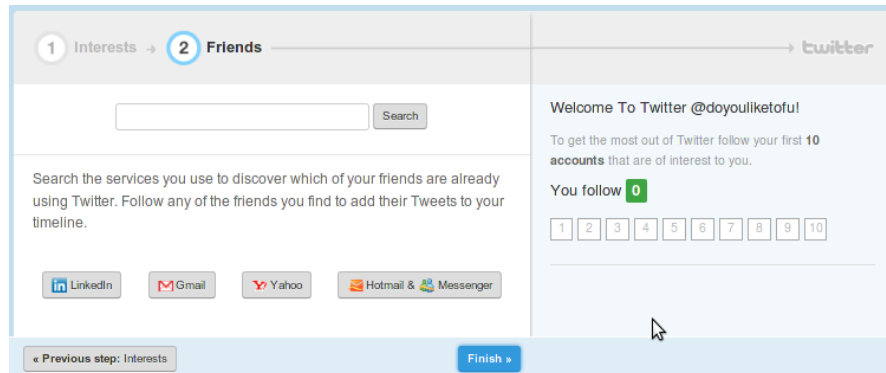 1 Interests → 2 Friends → twitter
Search
Search the services you use to discover which of your friends are already
using Twitter. Follow any of the friends you find to add their Tweets to your
timeline.
in LinkedIn Gmail Y! Yahoo Hotmail & Messenger
« Previous step: Interests Finish »
Welcome To Twitter @doyouliketofu!
To get the most out of Twitter follow your first 10
accounts that are of interest to you.
You follow 0
1 2 3 4 5 6 7 8 9 10